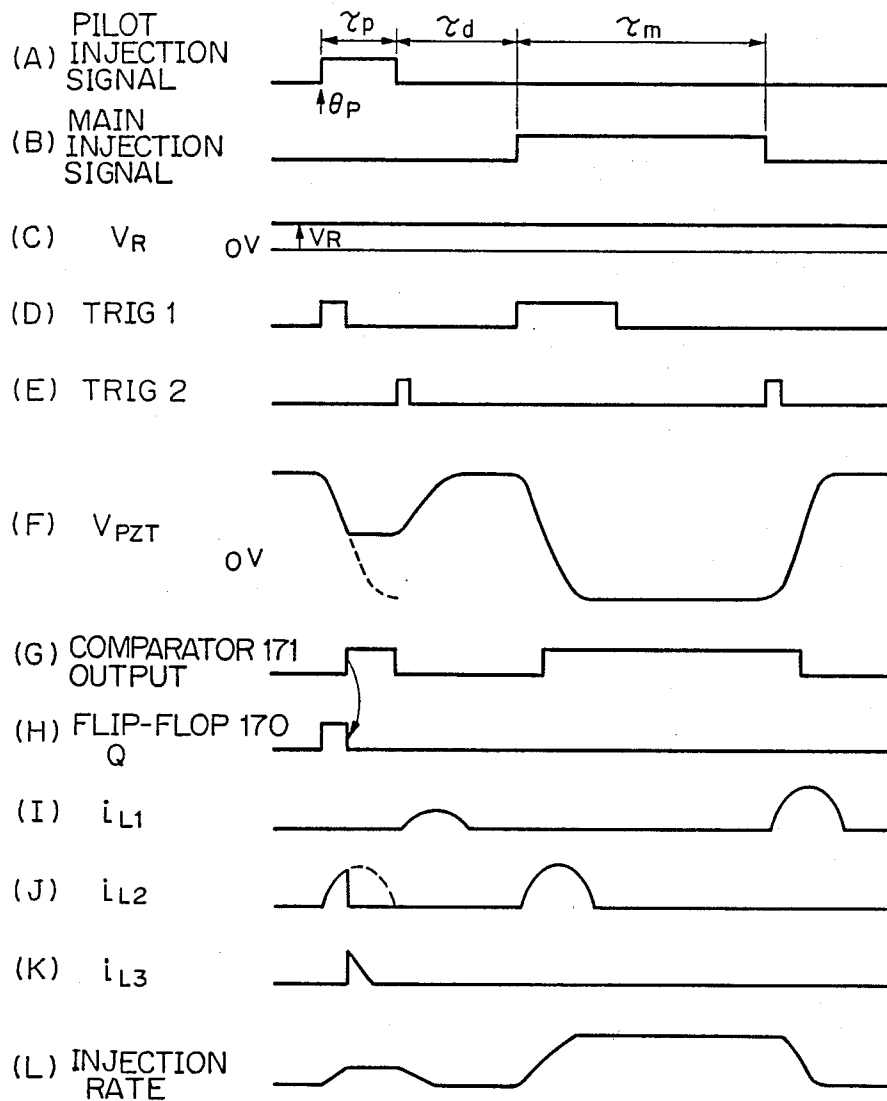 τp τd τm
(A) PILOT
INJECTION
SIGNAL
θP
(B) MAIN
INJECTION
SIGNAL
(C) VR 0V VR
(D) TRIG 1
(E) TRIG 2
(F) VPZT 0V
(G) COMPARATOR 171
OUTPUT
(H) FLIP-FLOP 170
Q
(I) iL1
(J) iL2
(K) iL3
(L) INJECTION
RATE